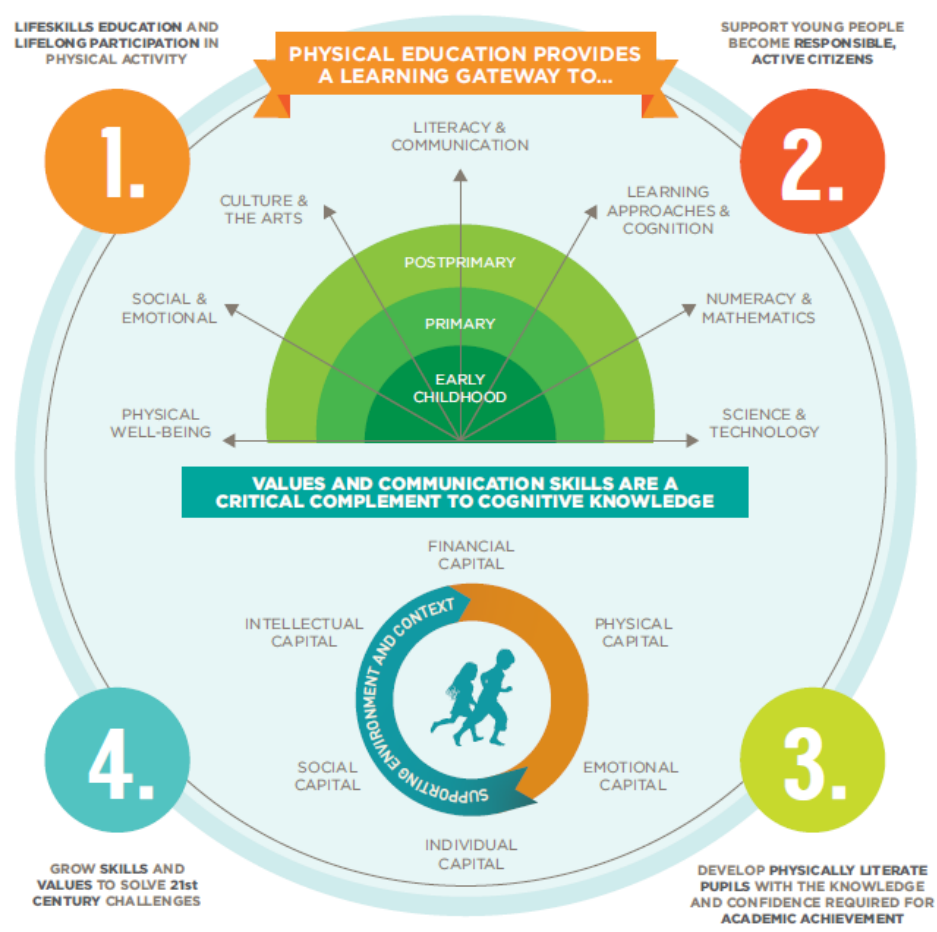 LIFESKILLS EDUCATION AND
LIFELONG PARTICIPATION IN
PHYSICAL ACTIVITY
1.
PHYSICAL EDUCATION PROVIDES
A LEARNING GATEWAY TO...
SUPPORT YOUNG PEOPLE
BECOME RESPONSIBLE,
ACTIVE CITIZENS
2.
LITERACY &
COMMUNICATION
CULTURE &
THE ARTS
LEARNING
APPROACHES &
COGNITION
SOCIAL &
EMOTIONAL
NUMERACY &
MATHEMATICS
PHYSICAL
WELL-BEING
SCIENCE &
TECHNOLOGY
POSTPRIMARY
PRIMARY
EARLY
CHILDHOOD
VALUES AND COMMUNICATION SKILLS ARE A
CRITICAL COMPLEMENT TO COGNITIVE KNOWLEDGE
FINANCIAL
CAPITAL
INTELLECTUAL
CAPITAL
PHYSICAL
CAPITAL
SUPPORTING ENVIRONMENT AND CONTEXT
SOCIAL
CAPITAL
EMOTIONAL
CAPITAL
INDIVIDUAL
CAPITAL
4.
GROW SKILLS AND
VALUES TO SOLVE 21st
CENTURY CHALLENGES
3.
DEVELOP PHYSICALLY LITERATE
PUPILS WITH THE KNOWLEDGE
AND CONFIDENCE REQUIRED FOR
ACADEMIC ACHIEVEMENT